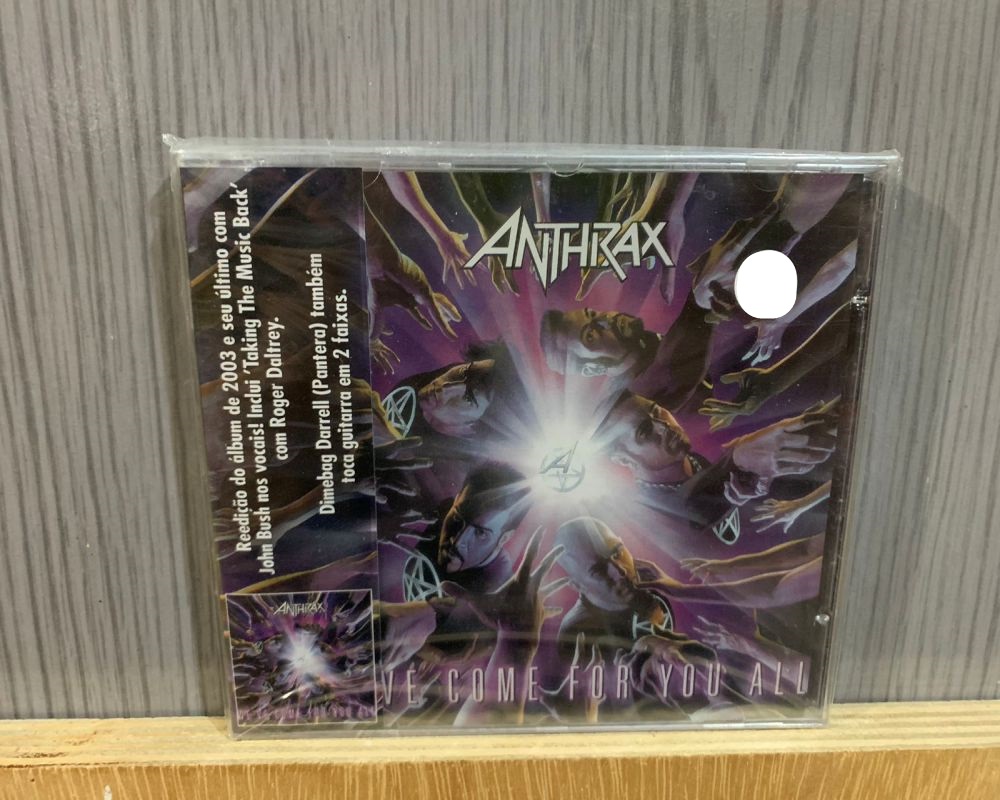 Reedição do álbum de 2003 e seu último com
John Bush nos vocais! Inclui 'Taking The Music Back'
com Roger Daltrey.
Dimebag Darrell (Pantera) também
toca guitarra em 2 faixas.
ANTHRAX
VE COME FOR YOU ALL
ANTHRAX